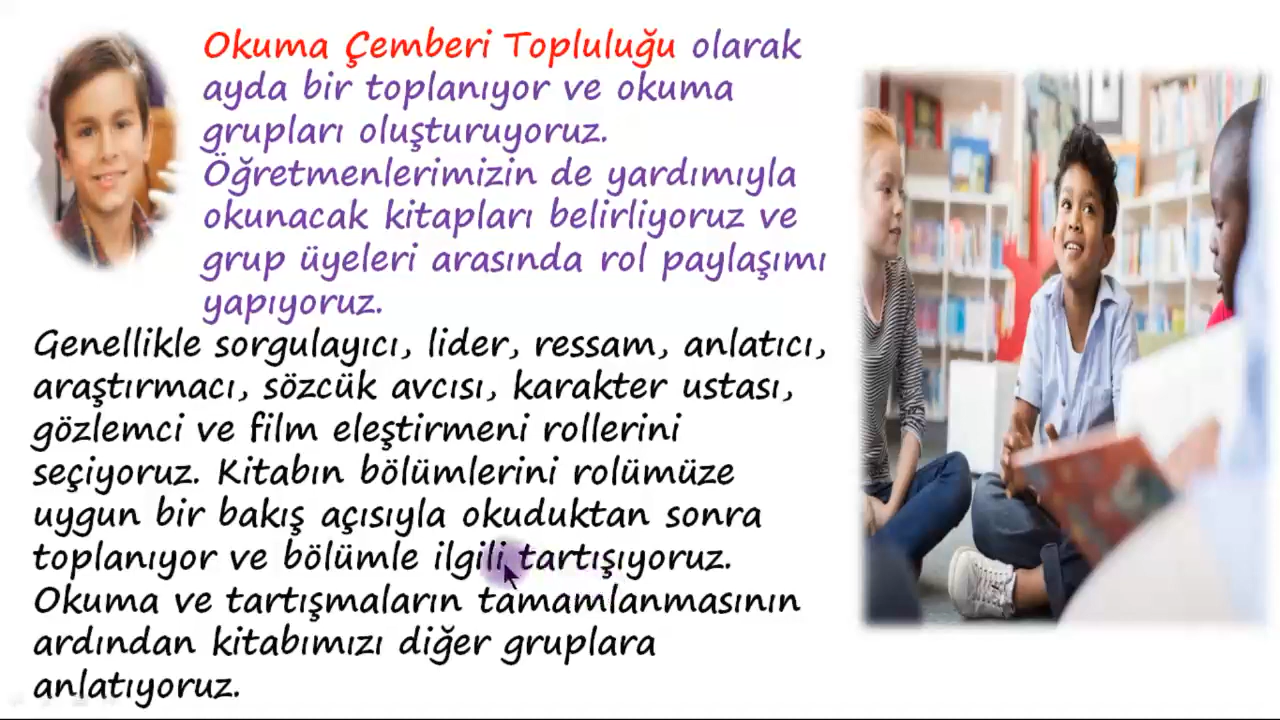 Okuma Çemberi Topluluğu olarak
ayda bir toplanıyor ve okuma
grupları oluşturuyoruz.
Öğretmenlerimizin de yardımıyla
okunacak kitapları belirliyoruz ve
grup üyeleri arasında rol paylaşımı
yapıyoruz.
Genellikle sorgulayıcı, lider, ressam, anlatıcı,
araştırmacı, sözcük avcısı, karakter ustası,
gözlemci ve film eleştirmeni rollerini
seçiyoruz. Kitabın bölümlerini rolümüze
uygun bir bakış açısıyla okuduktan sonra
toplanıyor ve bölümle ilgili tartışıyoruz.
Okuma ve tartışmaların tamamlanmasının
ardından kitabımızı diğer gruplara
anlatıyoruz.